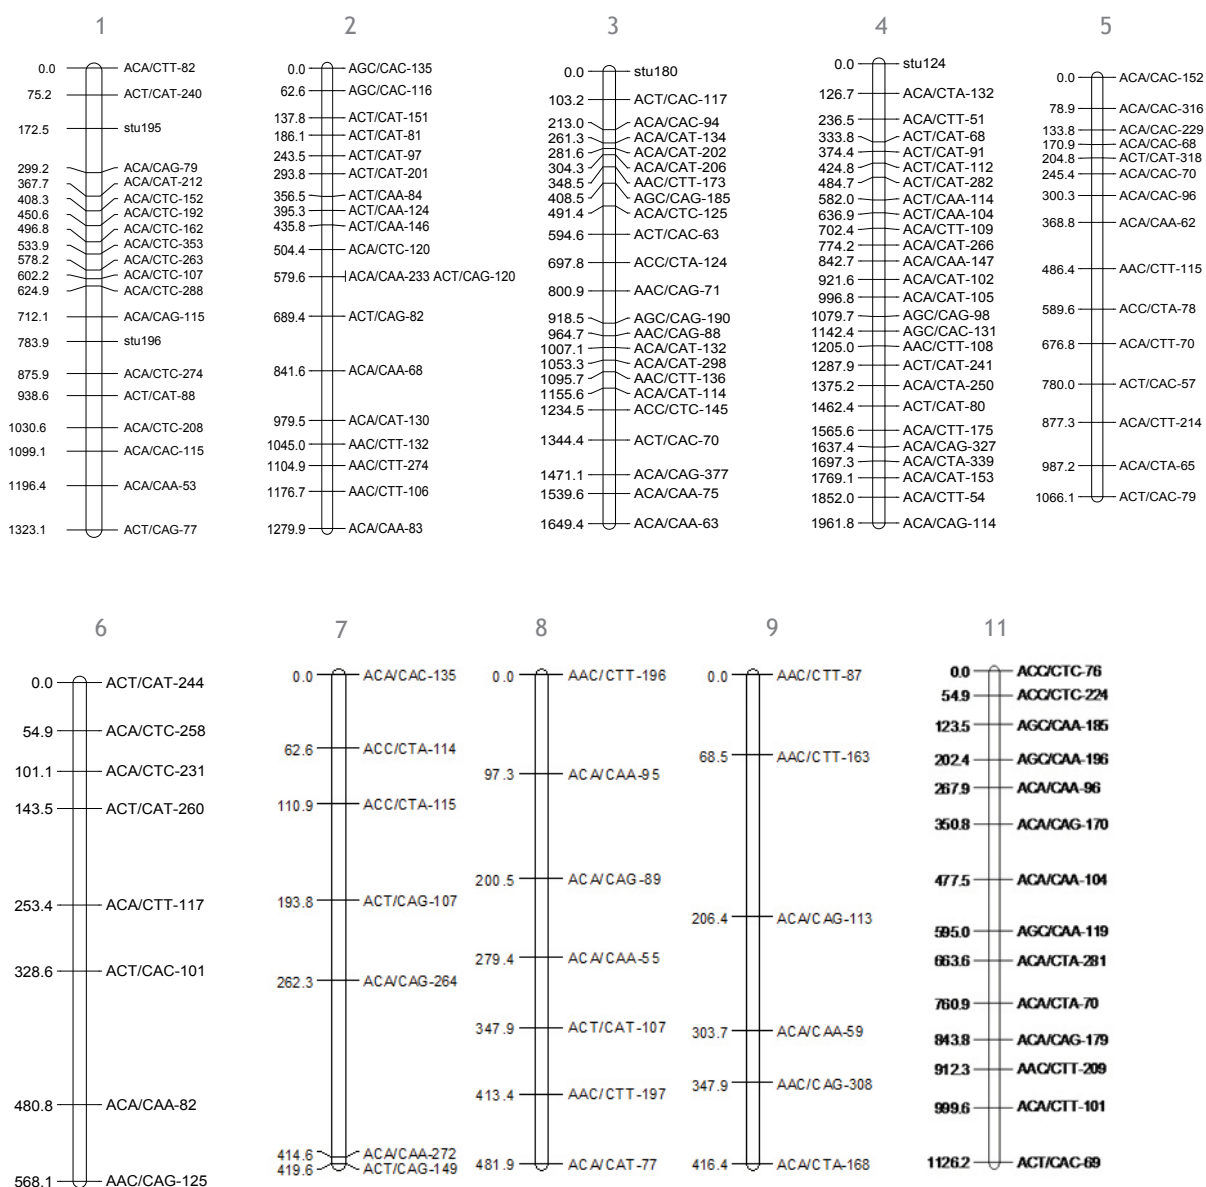 1
0.0 ACA/CTT-82
75.2 ACT/CAT-240
172.5 stu195
299.2 ACA/CAG-79
367.7 ACA/CAT-212
408.3 ACA/CTC-152
450.6 ACA/CTC-192
496.8 ACA/CTC-162
533.9 ACA/CTC-353
578.2 ACA/CTC-263
602.2 ACA/CTC-107
624.9 ACA/CTC-288
712.1 ACA/CAG-115
783.9 stu196
875.9 ACA/CTC-274
938.6 ACT/CAT-88
1030.6 ACA/CTC-208
1099.1 ACA/CAC-115
1196.4 ACA/CAA-53
1323.1 ACT/CAG-77
2
0.0 AGC/CAC-135
62.6 AGC/CAC-116
137.8 ACT/CAT-151
186.1 ACT/CAT-81
243.5 ACT/CAT-97
293.8 ACT/CAT-201
356.5 ACT/CAA-84
395.3 ACT/CAA-124
435.8 ACT/CAA-146
504.4 ACA/CTC-120
579.6 ACA/CAA-233 ACT/CAG-120
689.4 ACT/CAG-82
841.6 ACA/CAA-68
979.5 ACA/CAT-130
1045.0 AAC/CTT-132
1104.9 AAC/CTT-274
1176.7 AAC/CTT-106
1279.9 ACA/CAA-83
3
0.0 stu180
103.2 ACT/CAC-117
213.0 ACA/CAC-94
261.3 ACA/CAT-134
281.6 ACA/CAT-202
304.3 ACA/CAT-206
348.5 AAC/CTT-173
408.5 AGC/CAG-185
491.4 ACA/CTC-125
594.6 ACT/CAC-63
697.8 ACC/CTA-124
800.9 AAC/CAG-71
918.5 AGC/CAG-190
964.7 AAC/CAG-88
1007.1 ACA/CAT-132
1053.3 ACA/CAT-298
1095.7 AAC/CTT-136
1155.6 ACA/CAT-114
1234.5 ACC/CTC-145
1344.4 ACT/CAC-70
1471.1 ACA/CAG-377
1539.6 ACA/CAA-75
1649.4 ACA/CAA-63
4
0.0 stu124
126.7 ACA/CTA-132
236.5 ACA/CTT-51
333.8 ACT/CAT-68
374.4 ACT/CAT-91
424.8 ACT/CAT-112
484.7 ACT/CAT-282
582.0 ACT/CAA-114
636.9 ACT/CAA-104
702.4 ACT/CTT-109
774.2 ACA/CAT-266
842.7 ACA/CAA-147
921.6 ACA/CAT-102
996.8 ACA/CAT-105
1079.7 AGC/CAG-98
1142.4 AGC/CAC-131
1205.0 AAC/CTT-108
1287.9 ACT/CAT-241
1375.2 ACA/CTA-250
1462.4 ACT/CAT-80
1565.6 ACA/CTT-175
1637.4 ACA/CAG-327
1697.3 ACA/CTA-339
1769.1 ACA/CAT-153
1852.0 ACA/CTT-54
1961.8 ACA/CAG-114
5
0.0 ACA/CAC-152
78.9 ACA/CAC-316
133.8 ACA/CAC-229
170.9 ACA/CAC-68
204.8 ACT/CAT-318
245.4 ACA/CAC-70
300.3 ACA/CAC-96
368.8 ACA/CAA-62
486.4 AAC/CTT-115
589.6 ACC/CTA-78
676.8 ACA/CTT-70
780.0 ACT/CAC-57
877.3 ACA/CTT-214
987.2 ACA/CTA-65
1066.1 ACT/CAC-79
6
0.0 ACT/CAT-244
54.9 ACA/CTC-258
101.1 ACA/CTC-231
143.5 ACT/CAT-260
253.4 ACA/CTT-117
328.6 ACT/CAC-101
480.8 ACA/CAA-82
568.1 AAC/CAG-125
7
0.0 ACA/CAC-135
62.6 ACC/CTA-114
110.9 ACC/CTA-115
193.8 ACT/CAG-107
262.3 ACA/CAG-264
414.6 ACA/CAA-272
419.6 ACT/CAG-149
8
0.0 AAC/CTT-196
97.3 ACA/CAA-95
200.5 ACA/CAG-89
279.4 ACA/CAA-55
347.9 ACT/CAT-107
413.4 AAC/CTT-197
481.9 ACA/CAT-77
9
0.0 AAC/CTT-87
68.5 AAC/CTT-163
206.4 ACA/CAG-113
303.7 ACA/CAA-59
347.9 AAC/CAG-308
416.4 ACA/CTA-168
11
0.0 ACC/CTC-76
54.9 ACC/CTC-224
123.5 AGC/CAA-185
202.4 AGC/CAA-196
267.9 ACA/CAA-96
350.8 ACA/CAG-170
477.5 ACA/CAA-104
595.0 AGC/CAA-119
663.6 ACA/CTA-281
760.9 ACA/CTA-70
843.8 ACA/CAG-179
912.3 AAC/CTT-209
999.6 ACA/CTT-101
1126.2 ACT/CAC-69